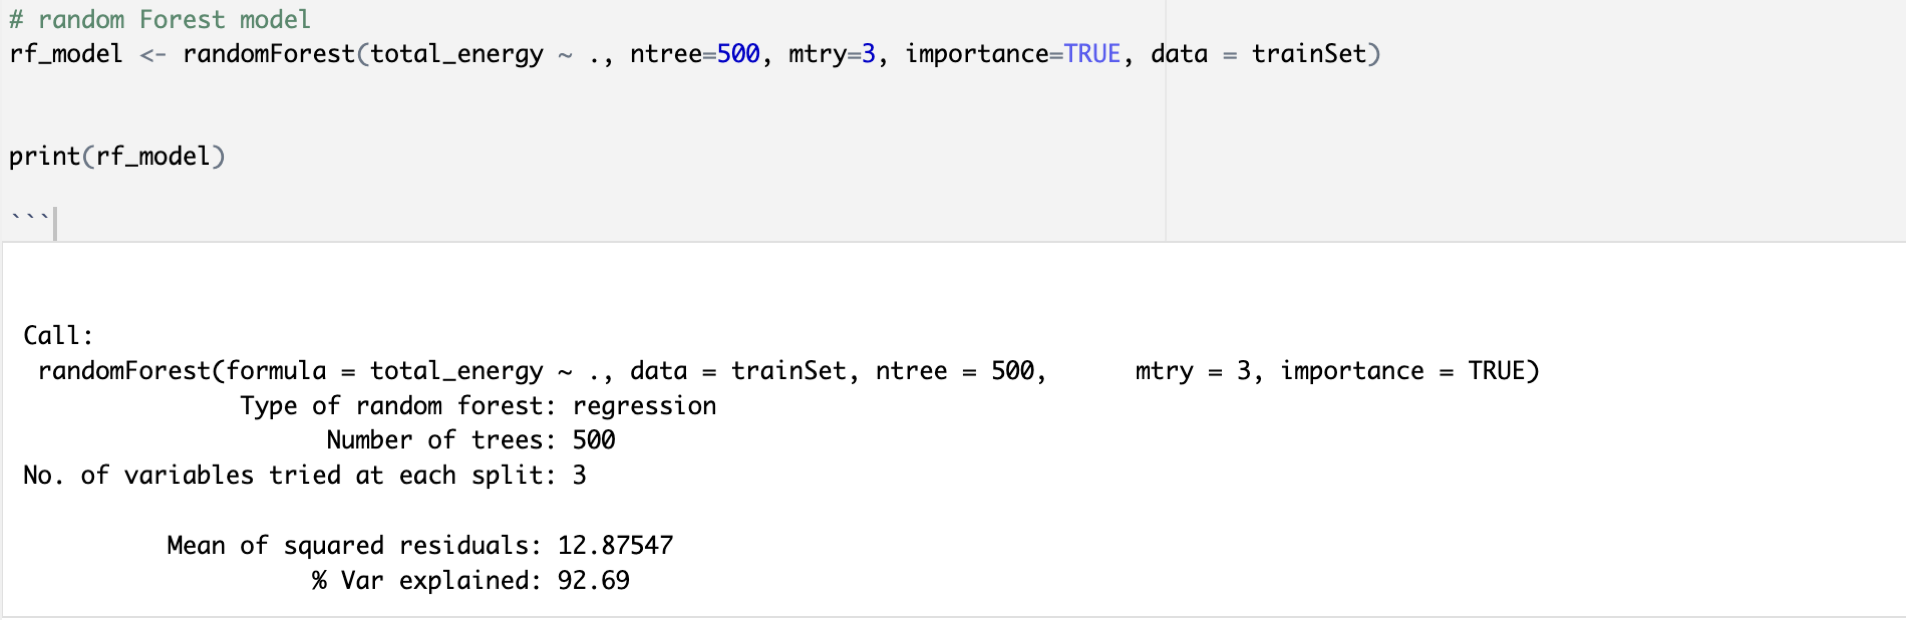 # random Forest model
rf_model <- randomForest(total_energy ~ ., ntree=500, mtry=3, importance=TRUE, data = trainSet)
print(rf_model)
```
Call:
randomForest(formula = total_energy ~ ., data = trainSet, ntree = 500,      mtry = 3, importance = TRUE)
Type of random forest: regression
Number of trees: 500
No. of variables tried at each split: 3
Mean of squared residuals: 12.87547
% Var explained: 92.69